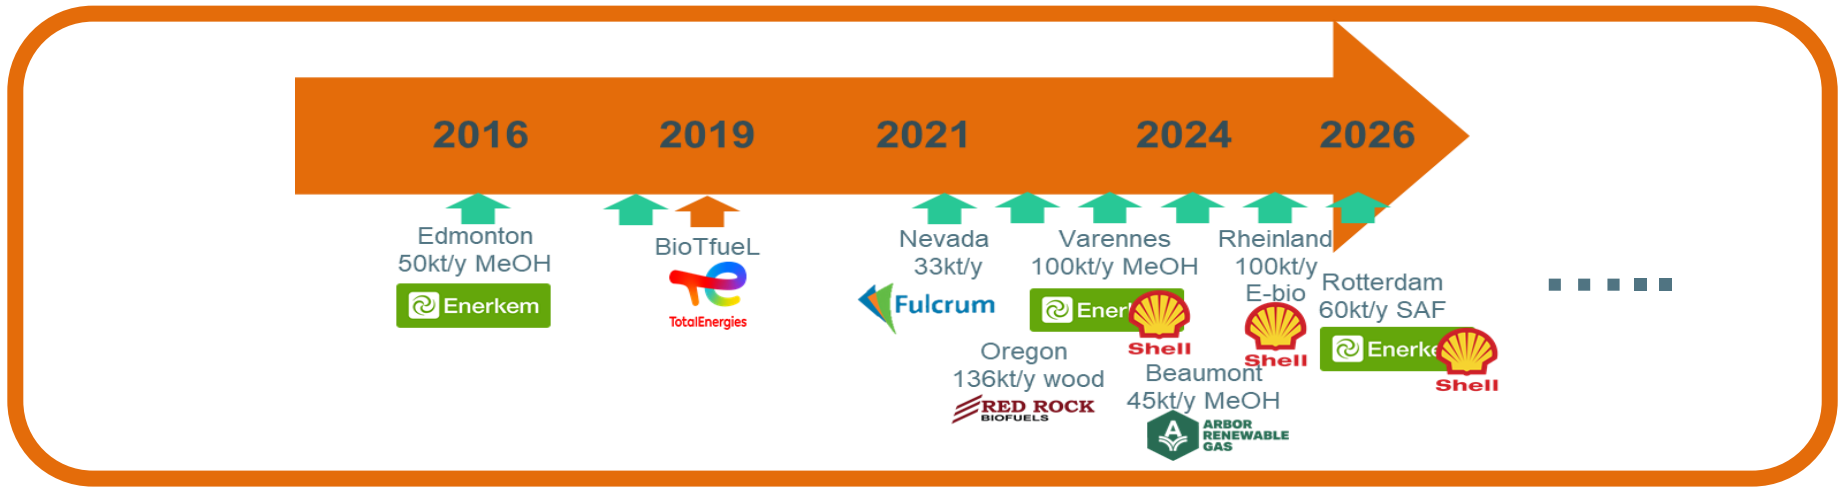 2016
2019
2021
2024
2026
Edmonton
50kt/y MeOH
Enerkem
BioTfueL
TotalEnergies
Nevada
33kt/y
Fulcrum
Oregon
136kt/y wood
RED ROCK
BIOFUELS
Varennes
100kt/y MeOH
Ener
Shell
Beaumont
45kt/y MeOH
ARBOR
RENEWABLE
GAS
Rheinland
100kt/y
E-bio
Shell
Rotterdam
60kt/y SAF
Enerke
Shell